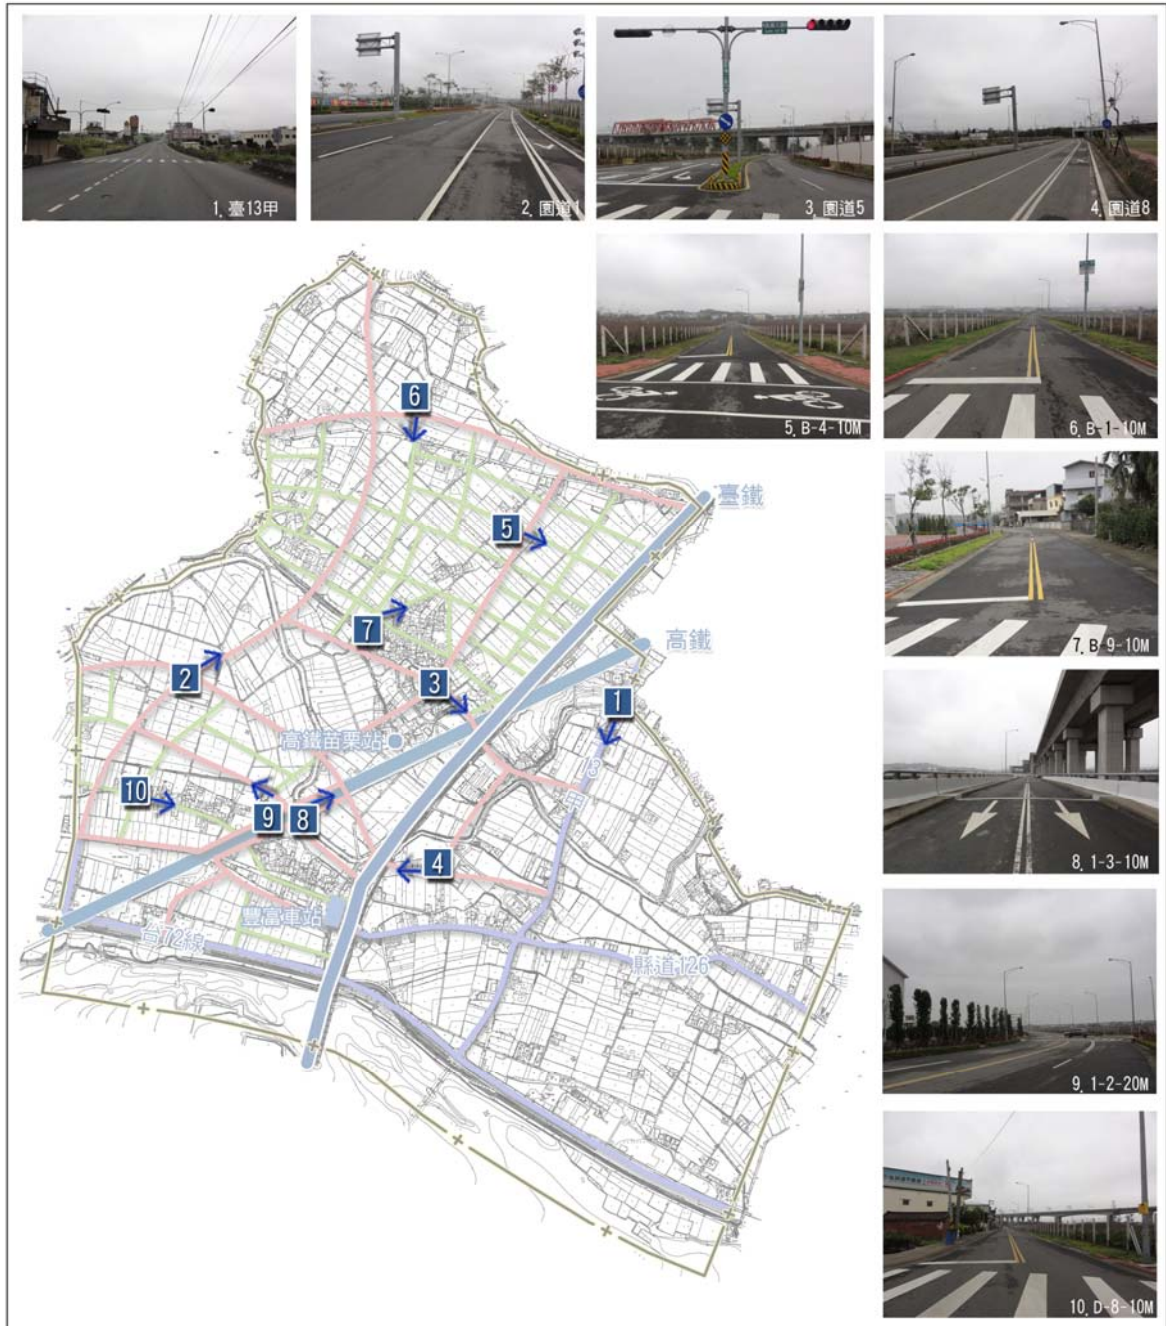 1. 臺13甲
2. 園道1
3. 園道5
4. 園道8
5. B-4-10M
6. B-1-10M
7. B-9-10M
8. 1-3-10M
9. 1-2-20M
10. D-8-10M
6
臺鐵
5
7
高鐵
2
3
1
高鐵苗栗站
13
甲
10
9
8
4
豐富車站
台72線
縣道126